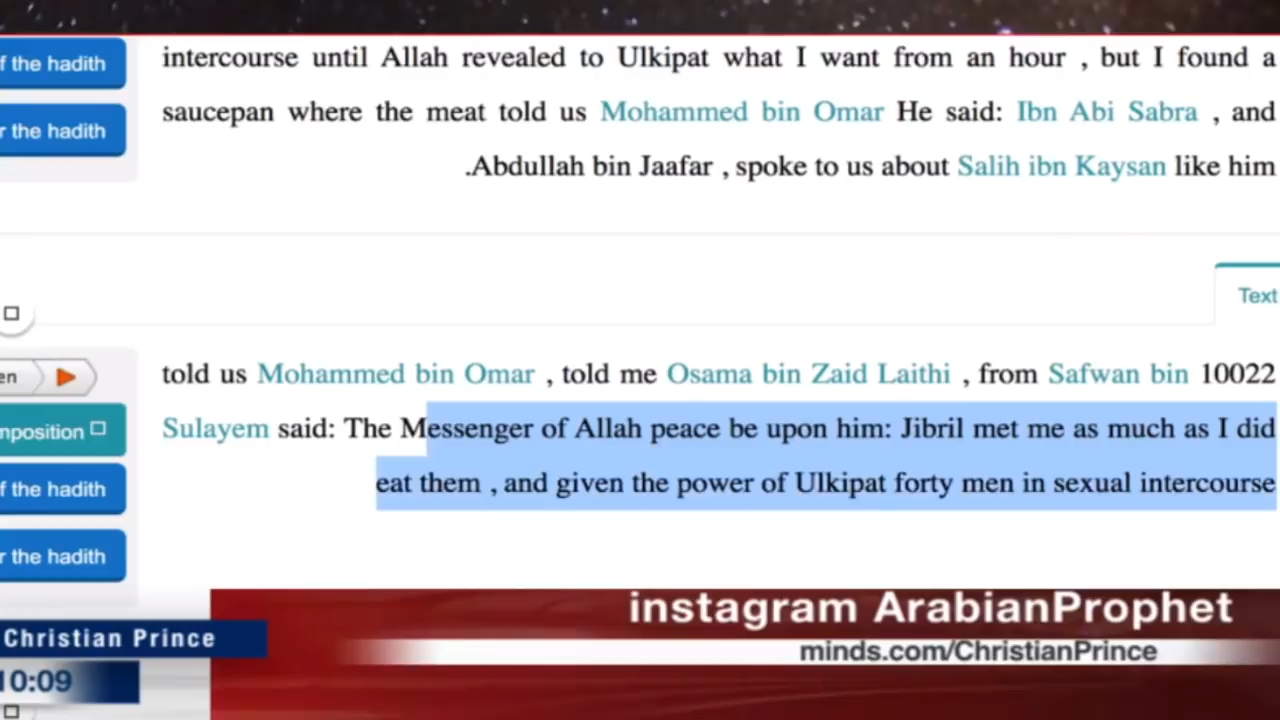 f the hadith
r the hadith
intercourse until Allah revealed to Ulkipat what I want from an hour , but I found a
saucepan where the meat told us Mohammed bin Omar He said: Ibn Abi Sabra , and
.Abdullah bin Jaafar , spoke to us about Salih ibn Kaysan like him
Text
en
mposition
f the hadith
r the hadith
told us Mohammed bin Omar , told me Osama bin Zaid Laithi , from Safwan bin 10022
Sulayem said: The Messenger of Allah peace be upon him: Jibril met me as much as I did
eat them , and given the power of Ulkipat forty men in sexual intercourse
instagram ArabianProphet
minds.com/ChristianPrince
Christian Prince
10:09